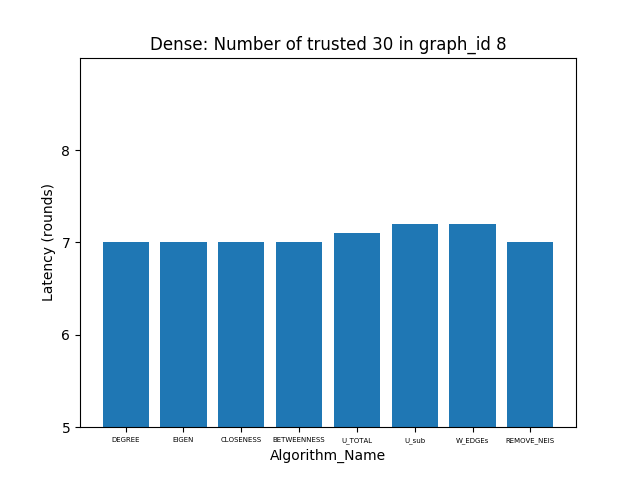 Dense: Number of trusted 30 in graph_id 8
Latency (rounds)
8
7
6
5
DEGREE EIGEN CLOSENESS BETWEENNESS U_TOTAL U_sub W_EDGEs REMOVE_NEIS
Algorithm_Name